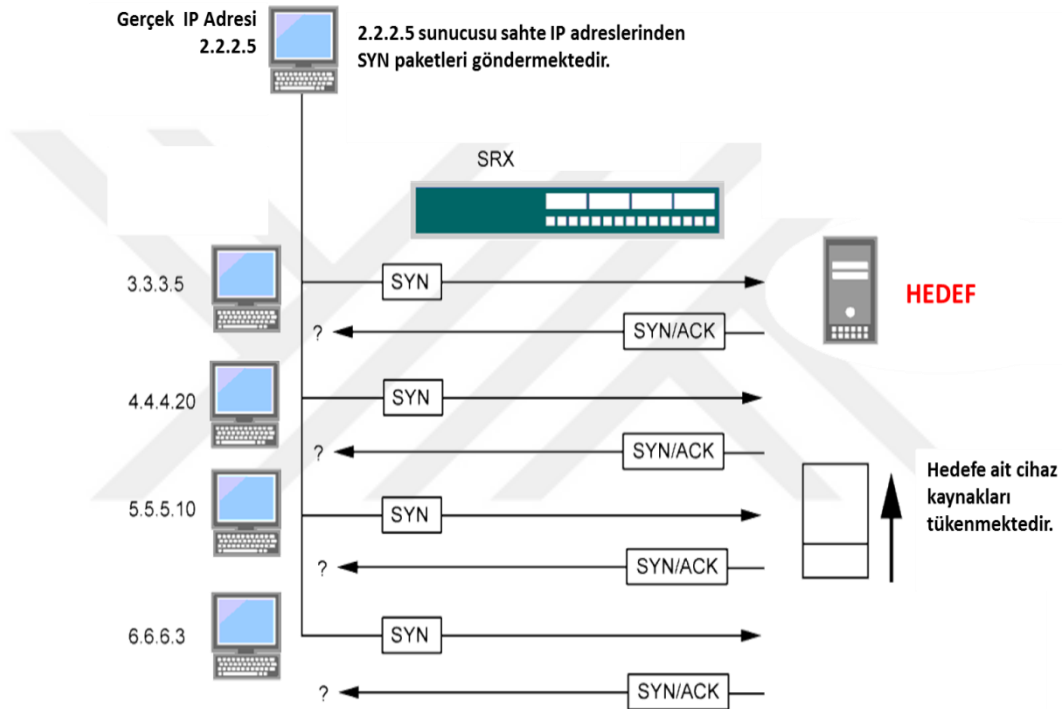 Gerçek IP Adresi
2.2.2.5
2.2.2.5 sunucusu sahte IP adreslerinden
SYN paketleri göndermektedir.
SRX
3.3.3.5
SYN
HEDEF
?
SYN/ACK
4.4.4.20
SYN
?
SYN/ACK
Hedefe ait cihaz
kaynakları
tükenmektedir.
5.5.5.10
SYN
?
SYN/ACK
6.6.6.3
SYN
?
SYN/ACK